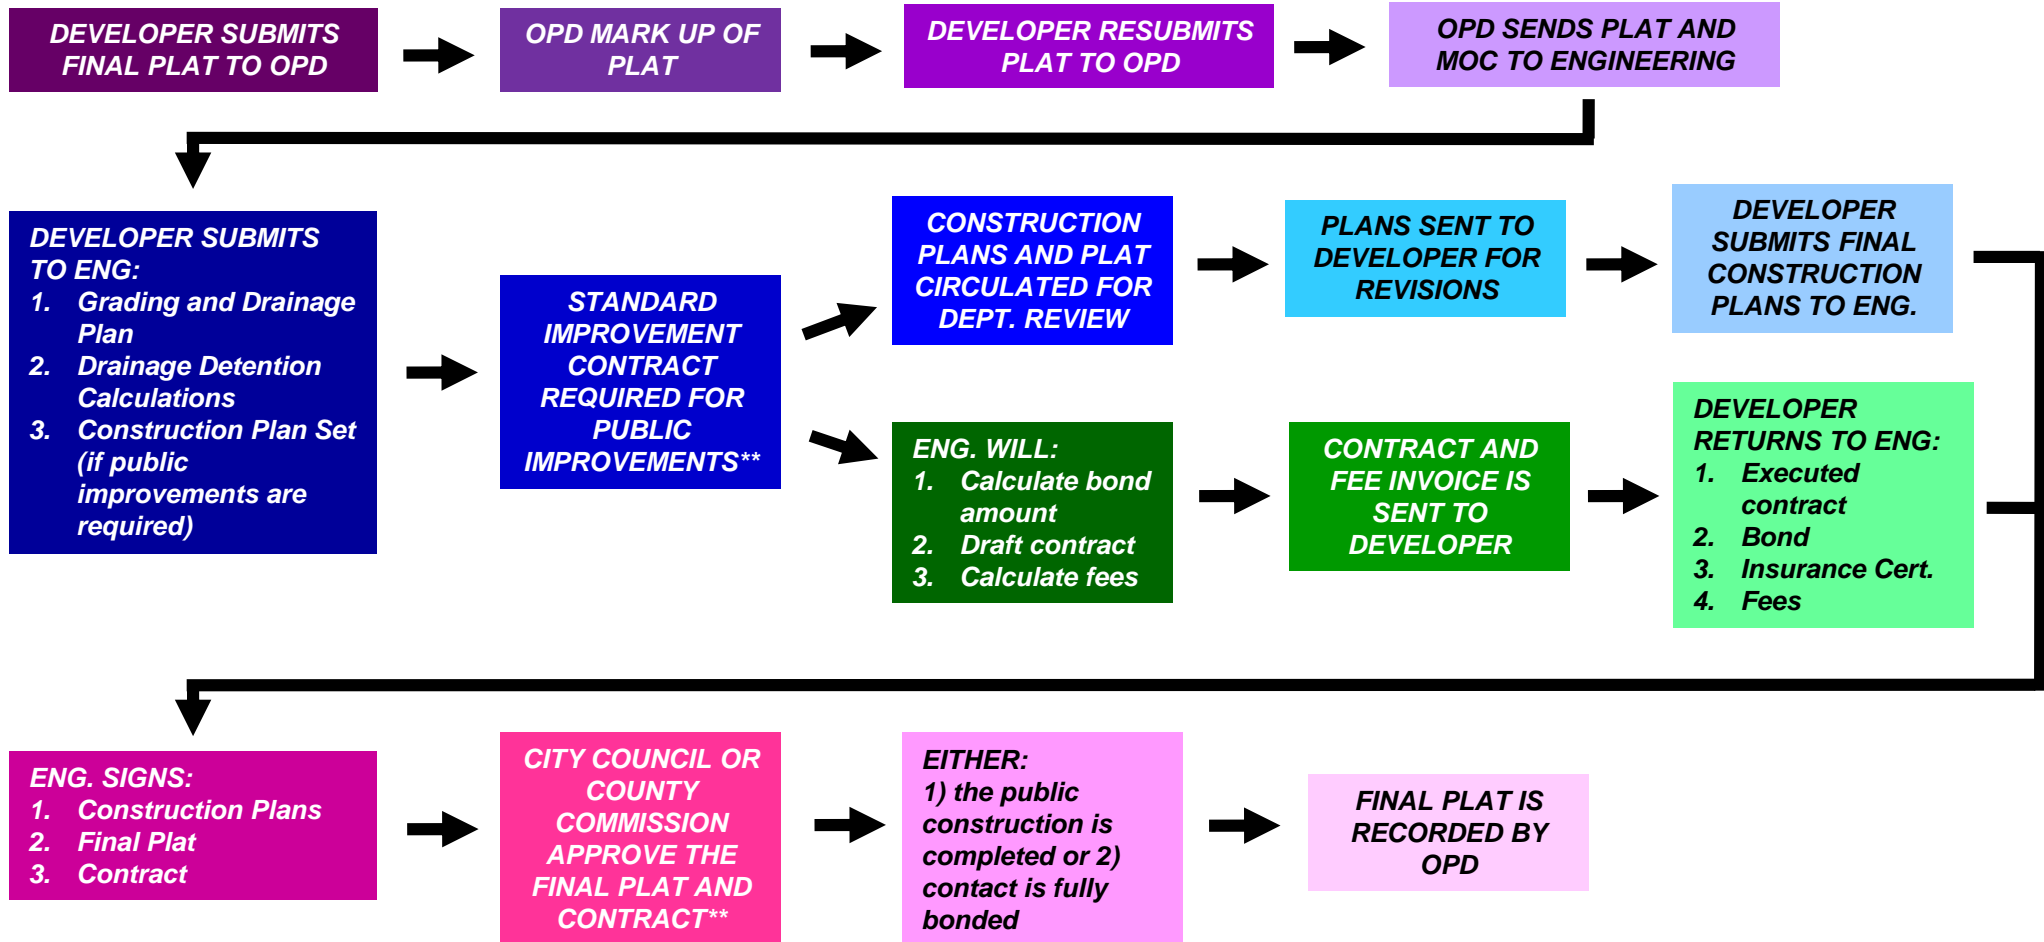 DEVELOPER SUBMITS
FINAL PLAT TO OPD
OPD MARK UP OF
PLAT
DEVELOPER RESUBMITS
PLAT TO OPD
OPD SENDS PLAT AND
MOC TO ENGINEERING
DEVELOPER SUBMITS
TO ENG:
1. Grading and Drainage
Plan
2. Drainage Detention
Calculations
3. Construction Plan Set
(if public
improvements are
required)
STANDARD
IMPROVEMENT
CONTRACT
REQUIRED FOR
PUBLIC
IMPROVEMENTS**
CONSTRUCTION
PLANS AND PLAT
CIRCULATED FOR
DEPT. REVIEW
PLANS SENT TO
DEVELOPER FOR
REVISIONS
DEVELOPER
SUBMITS FINAL
CONSTRUCTION
PLANS TO ENG.
ENG. WILL:
1. Calculate bond
amount
2. Draft contract
3. Calculate fees
CONTRACT AND
FEE INVOICE IS
SENT TO
DEVELOPER
DEVELOPER
RETURNS TO ENG:
1. Executed
contract
2. Bond
3. Insurance Cert.
4. Fees
ENG. SIGNS:
1. Construction Plans
2. Final Plat
3. Contract
CITY COUNCIL OR
COUNTY
COMMISSION
APPROVE THE
FINAL PLAT AND
CONTRACT**
EITHER:
1) the public
construction is
completed or 2)
contact is fully
bonded
FINAL PLAT IS
RECORDED BY
OPD